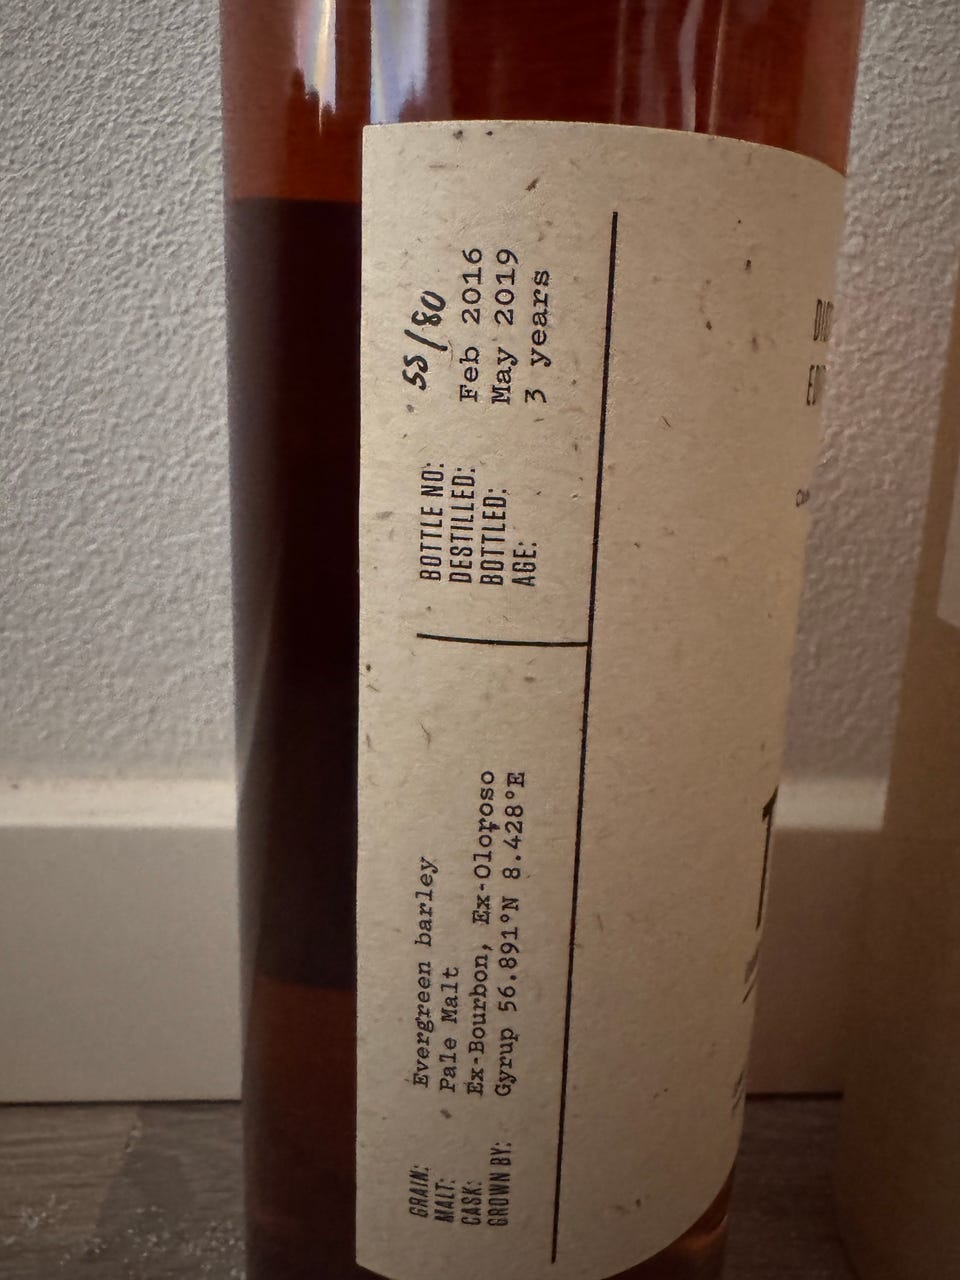 GRAIN: Evergreen barley
MALT: Pale Malt
CASK: Ex-Bourbon, Ex-Oloroso
GROWN BY: Gyrup 56.891°N 8.428°E
BOTTLE NO: 55/80
DESTILLED: Feb 2016
BOTTLED: May 2019
AGE: 3 years